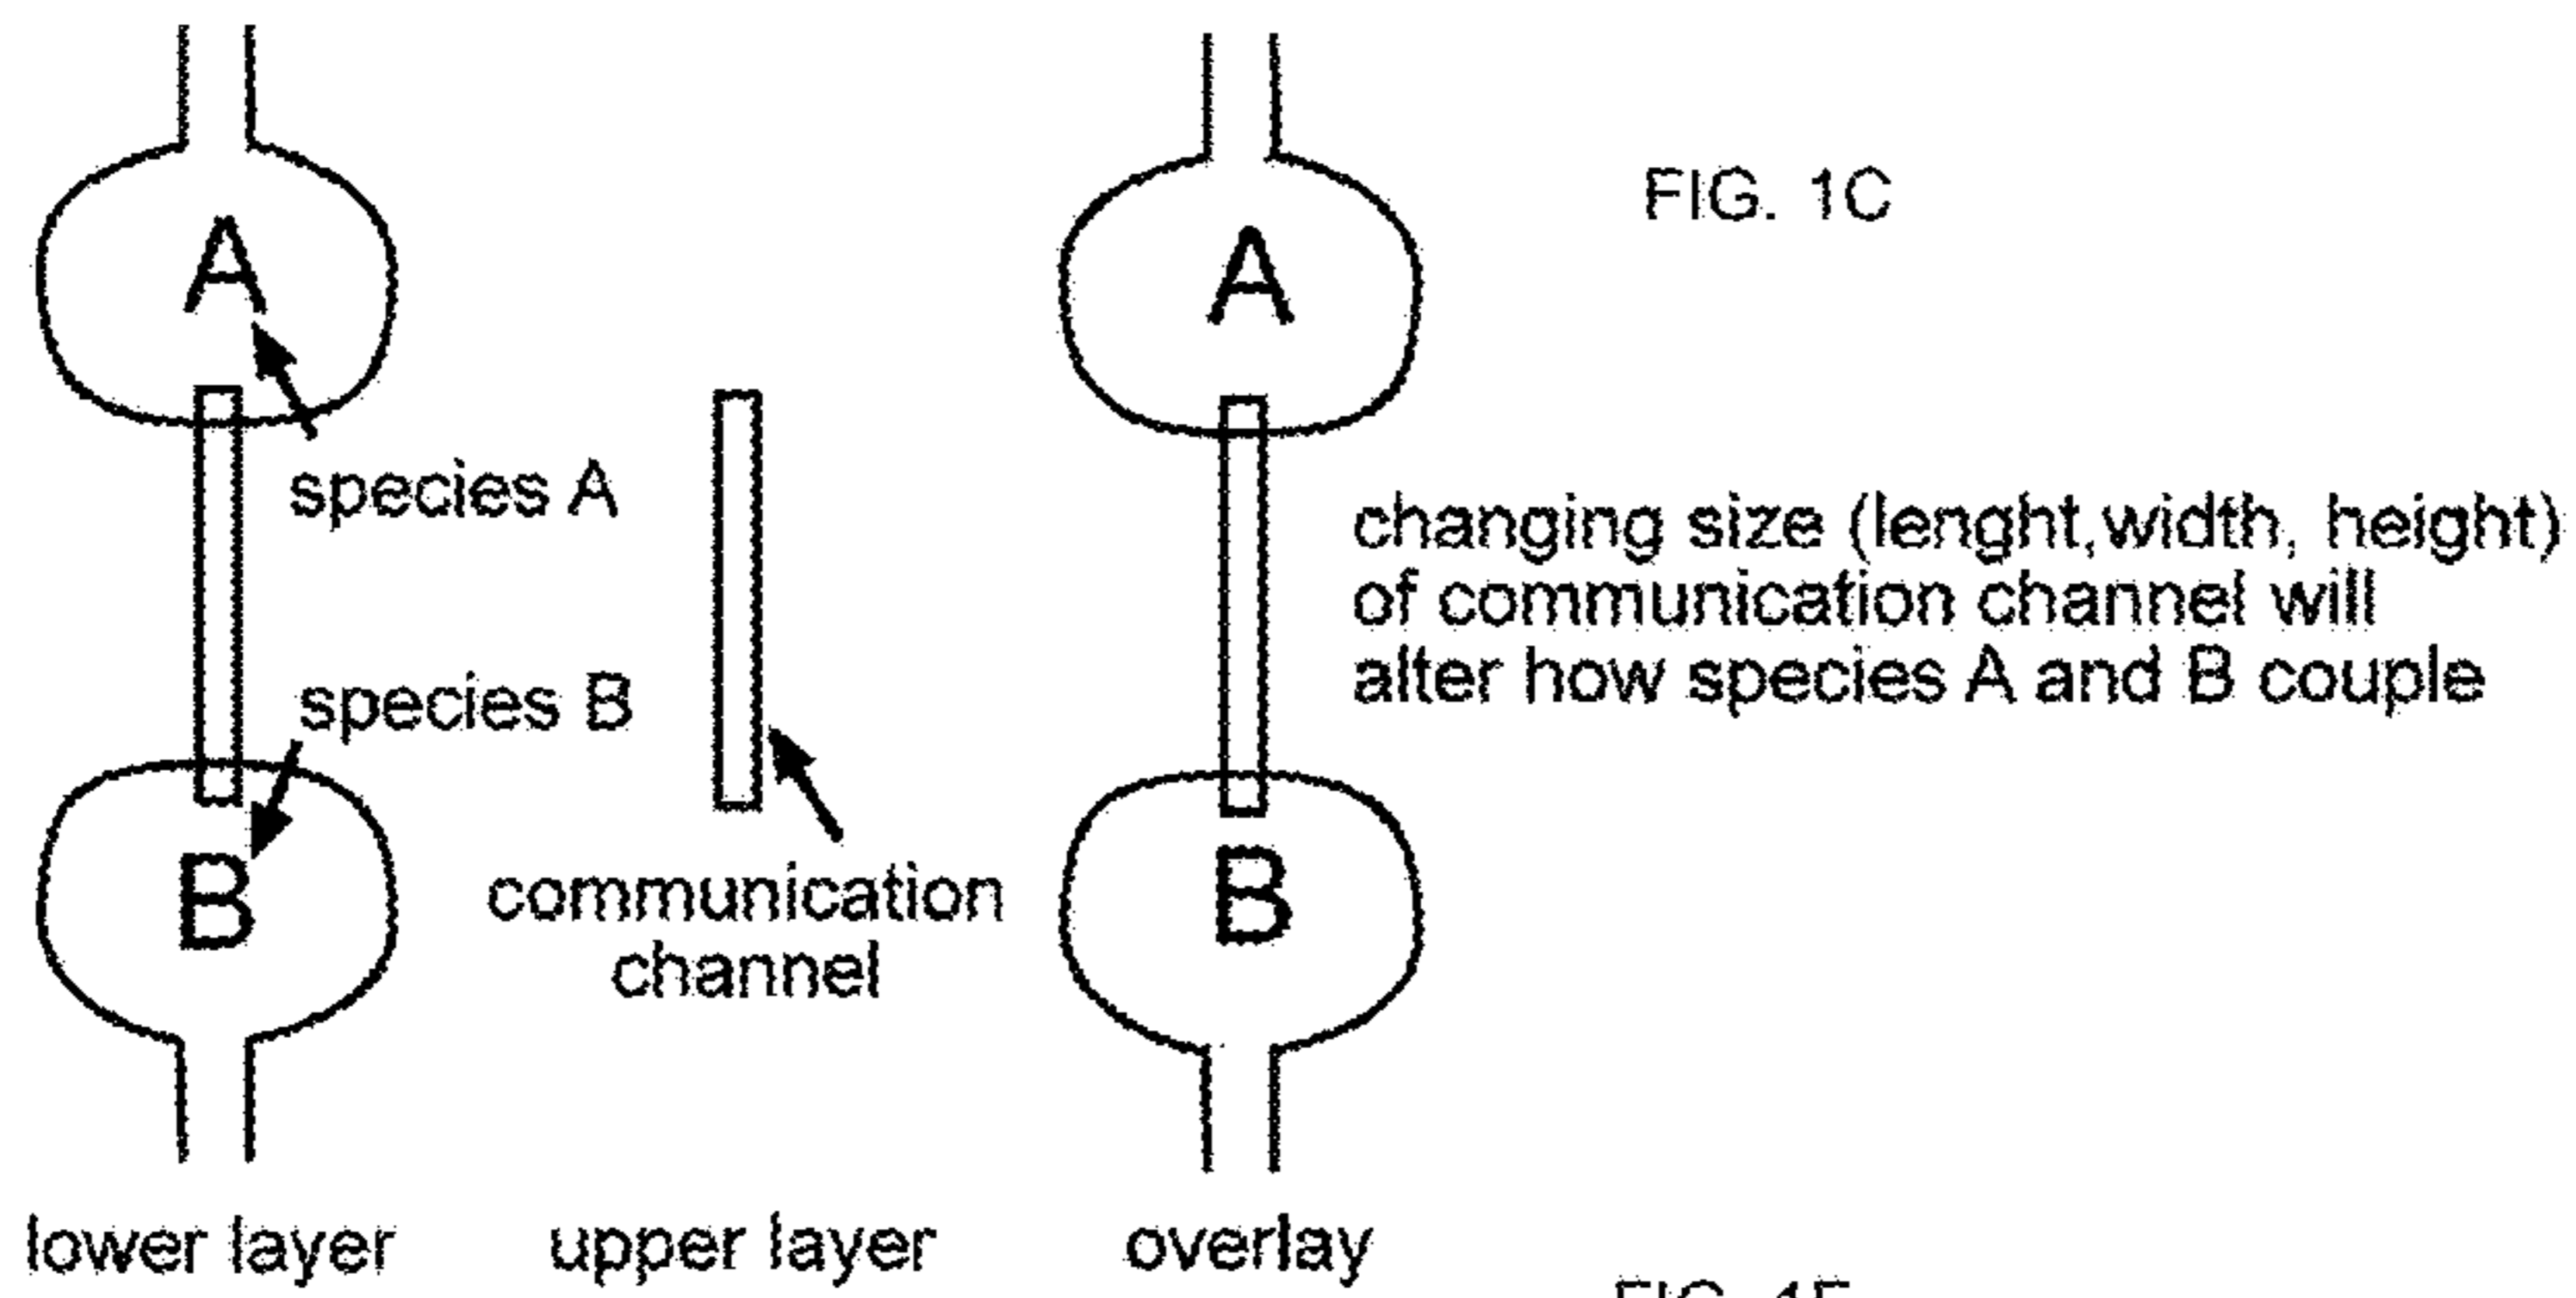 A
A
FIG. 1C
species A
changing size (lenght,width, height)
of communication channel will
alter how species A and B couple
species B
B
B
communication
channel
lower layer
upper layer
overlay